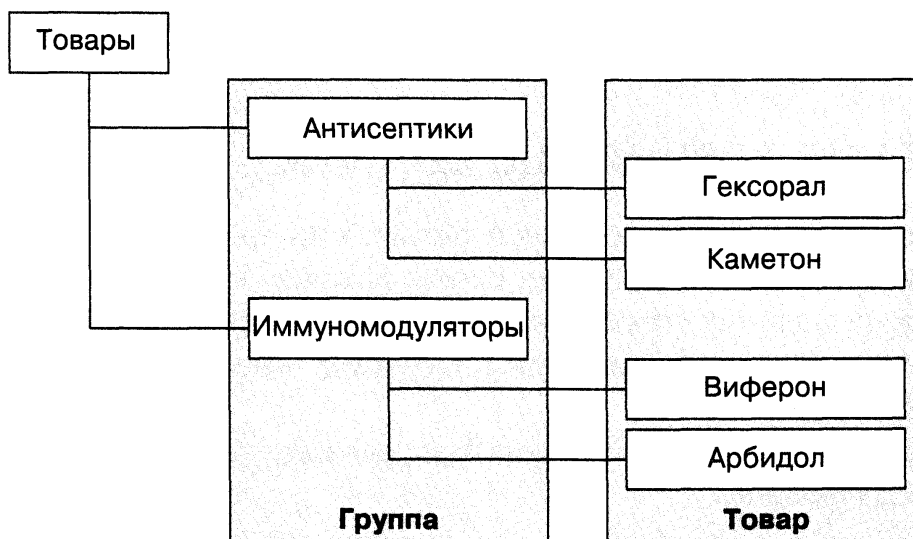 Товары
Антисептики
Гексорал
Каметон
Иммуномодуляторы
Виферон
Арбидол
Группа
Товар